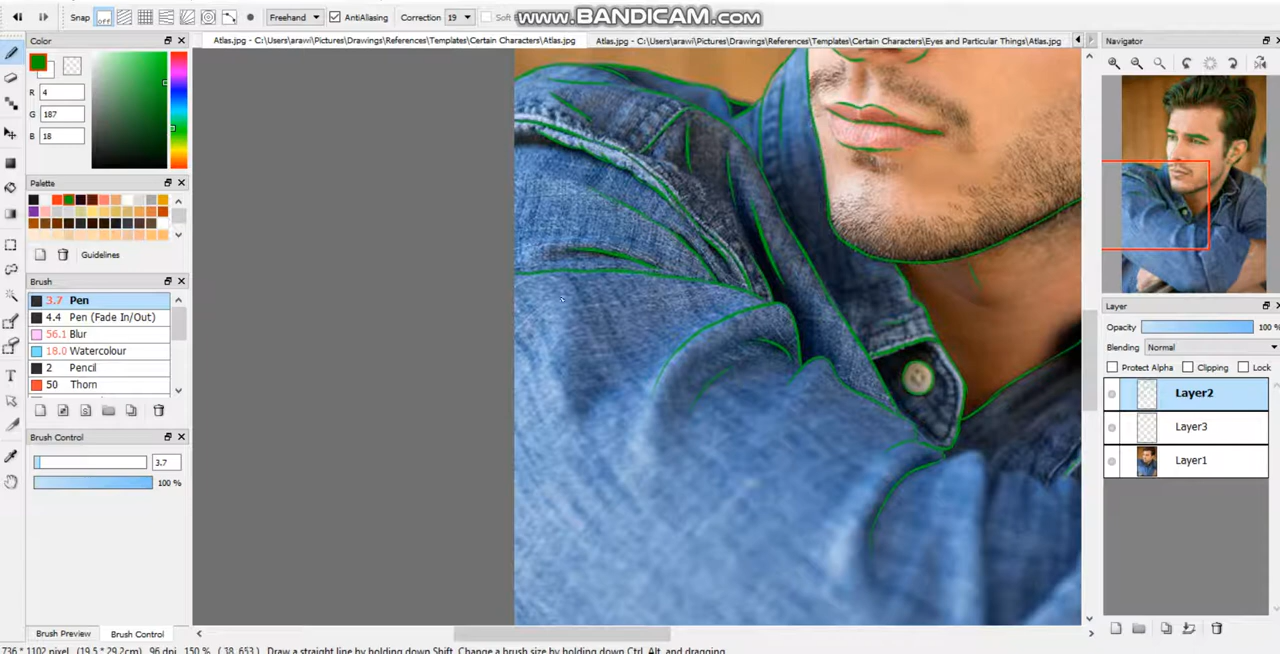 Snap
Freehand
AntiAliasing
Correction 19
Soft
www.BANDICAM.com
Color
Atlas.jpg - C:\Users\arawi\Pictures\Drawings\References\Templates\Certain Characters\Atlas.jpg
Atlas.jpg - C:\Users\arawi\Pictures\Drawings\References\Templates\Certain Characters\Eyes and Particular Things\Atlas.jpg
Navigator
R 4
G 187
B 18
Palette
Guidelines
Brush
3.7 Pen
4.4 Pen (Fade In/Out)
56.1 Blur
18.0 Watercolour
2 Pencil
50 Thorn
Brush Control
3.7
100 %
Layer
Opacity 100 %
Blending Normal
Protect Alpha Clipping Lock
Layer2
Layer3
Layer1
Brush Preview Brush Control
736 * 1102 pixel (19.5 * 29.2cm) 96 dpi 150 % ( 38, 653 ) Draw a straight line by holding down Shift, Change a brush size by holding down Ctrl, Alt, and dragging